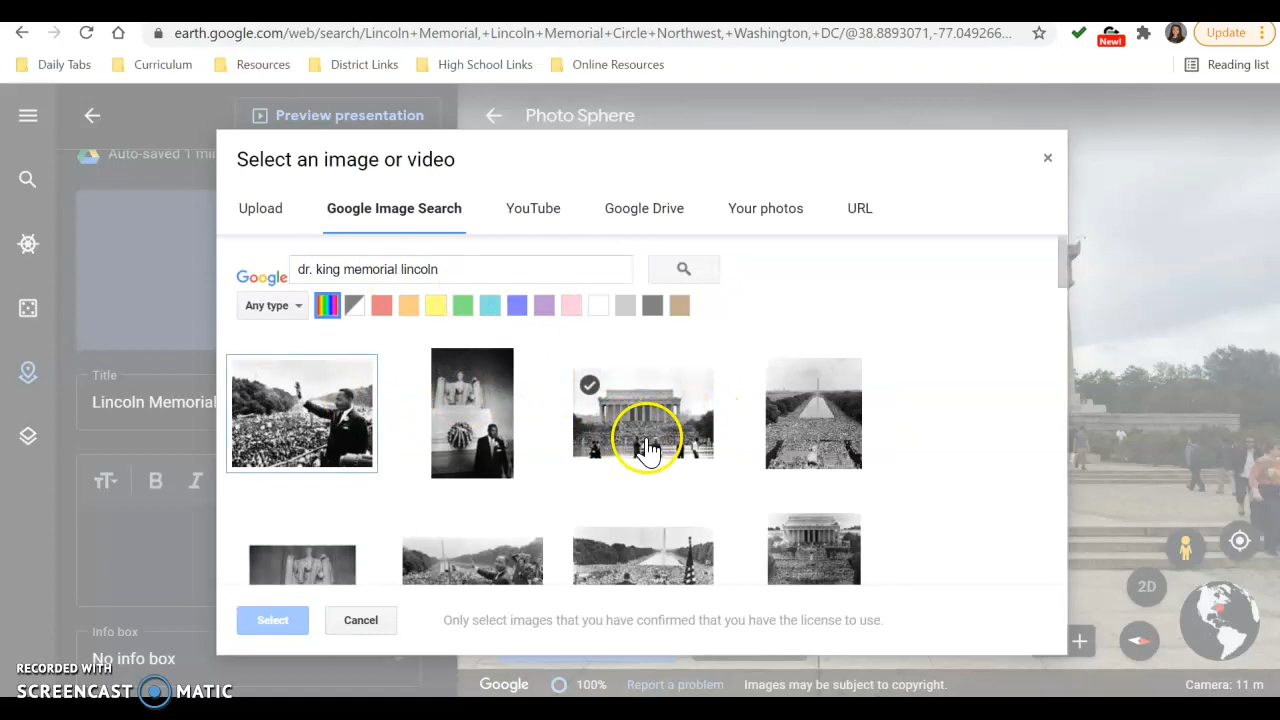 earth.google.com/web/search/Lincoln+Memorial,+Lincoln+Memorial+Circle+Northwest,+Washington,+DC/@38.8893071,-77.049266...
New!
Update
Daily Tabs
Curriculum
Resources
District Links
High School Links
Online Resources
Reading list
Preview presentation
Photo Sphere
Auto-saved 1 min
Select an image or video
×
Upload
Google Image Search
YouTube
Google Drive
Your photos
URL
Google
dr. king memorial lincoln
Any type
Title
Lincoln Memorial
TT
B
I
2D
Select
Cancel
Only select images that you have confirmed that you have the license to use.
Info box
No info box
RECORDED WITH
SCREENCAST MATIC
Google
100%
Report a problem
Images may be subject to copyright.
Camera: 11 m